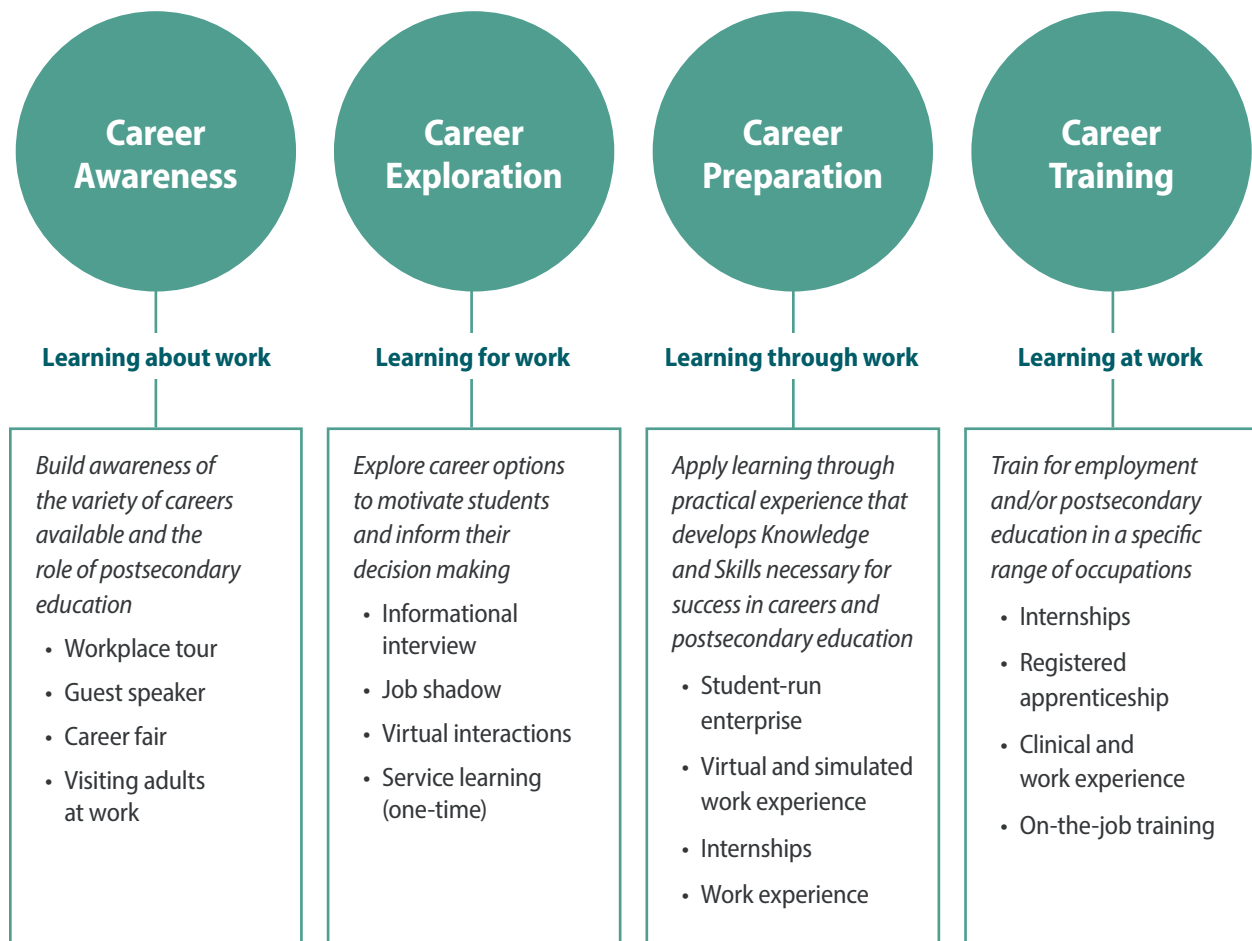 Career
Awareness
Learning about work
Build awareness of
the variety of careers
available and the
role of postsecondary
education
• Workplace tour
• Guest speaker
• Career fair
• Visiting adults
at work
Career
Exploration
Learning for work
Explore career options
to motivate students
and inform their
decision making
• Informational
interview
• Job shadow
• Virtual interactions
• Service learning
(one-time)
Career
Preparation
Learning through work
Apply learning through
practical experience that
develops Knowledge
and Skills necessary for
success in careers and
postsecondary education
• Student-run
enterprise
• Virtual and simulated
work experience
• Internships
• Work experience
Career
Training
Learning at work
Train for employment
and/or postsecondary
education in a specific
range of occupations
• Internships
• Registered
apprenticeship
• Clinical and
work experience
• On-the-job training